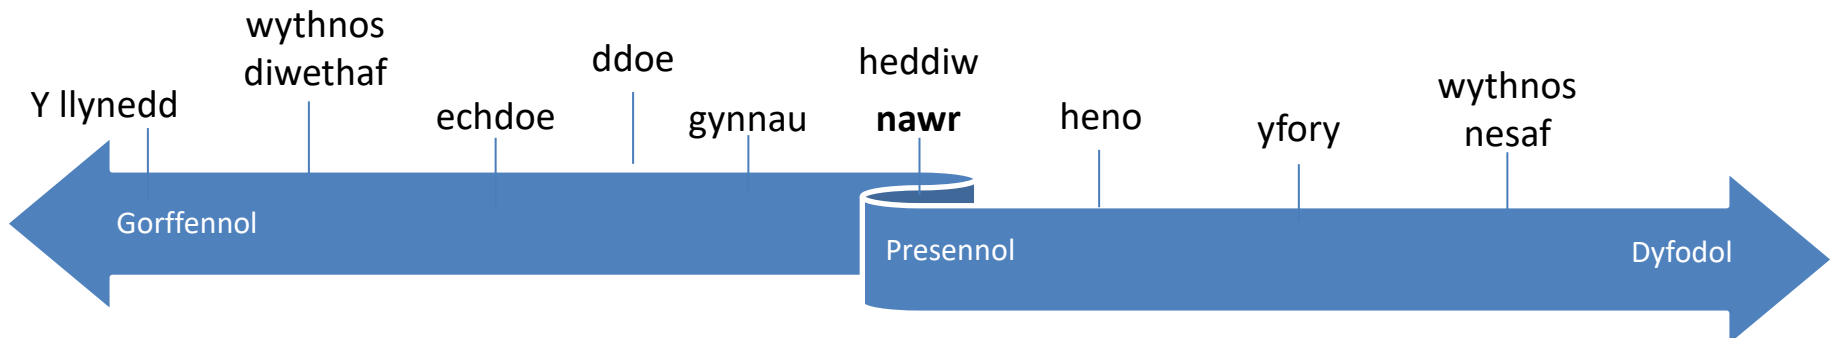 Y llynedd
wythnos
diwethaf
echdoe
ddoe
gynnau
heddiw
nawr
heno
yfory
wythnos
nesaf
Gorffennol
Presennol
Dyfodol